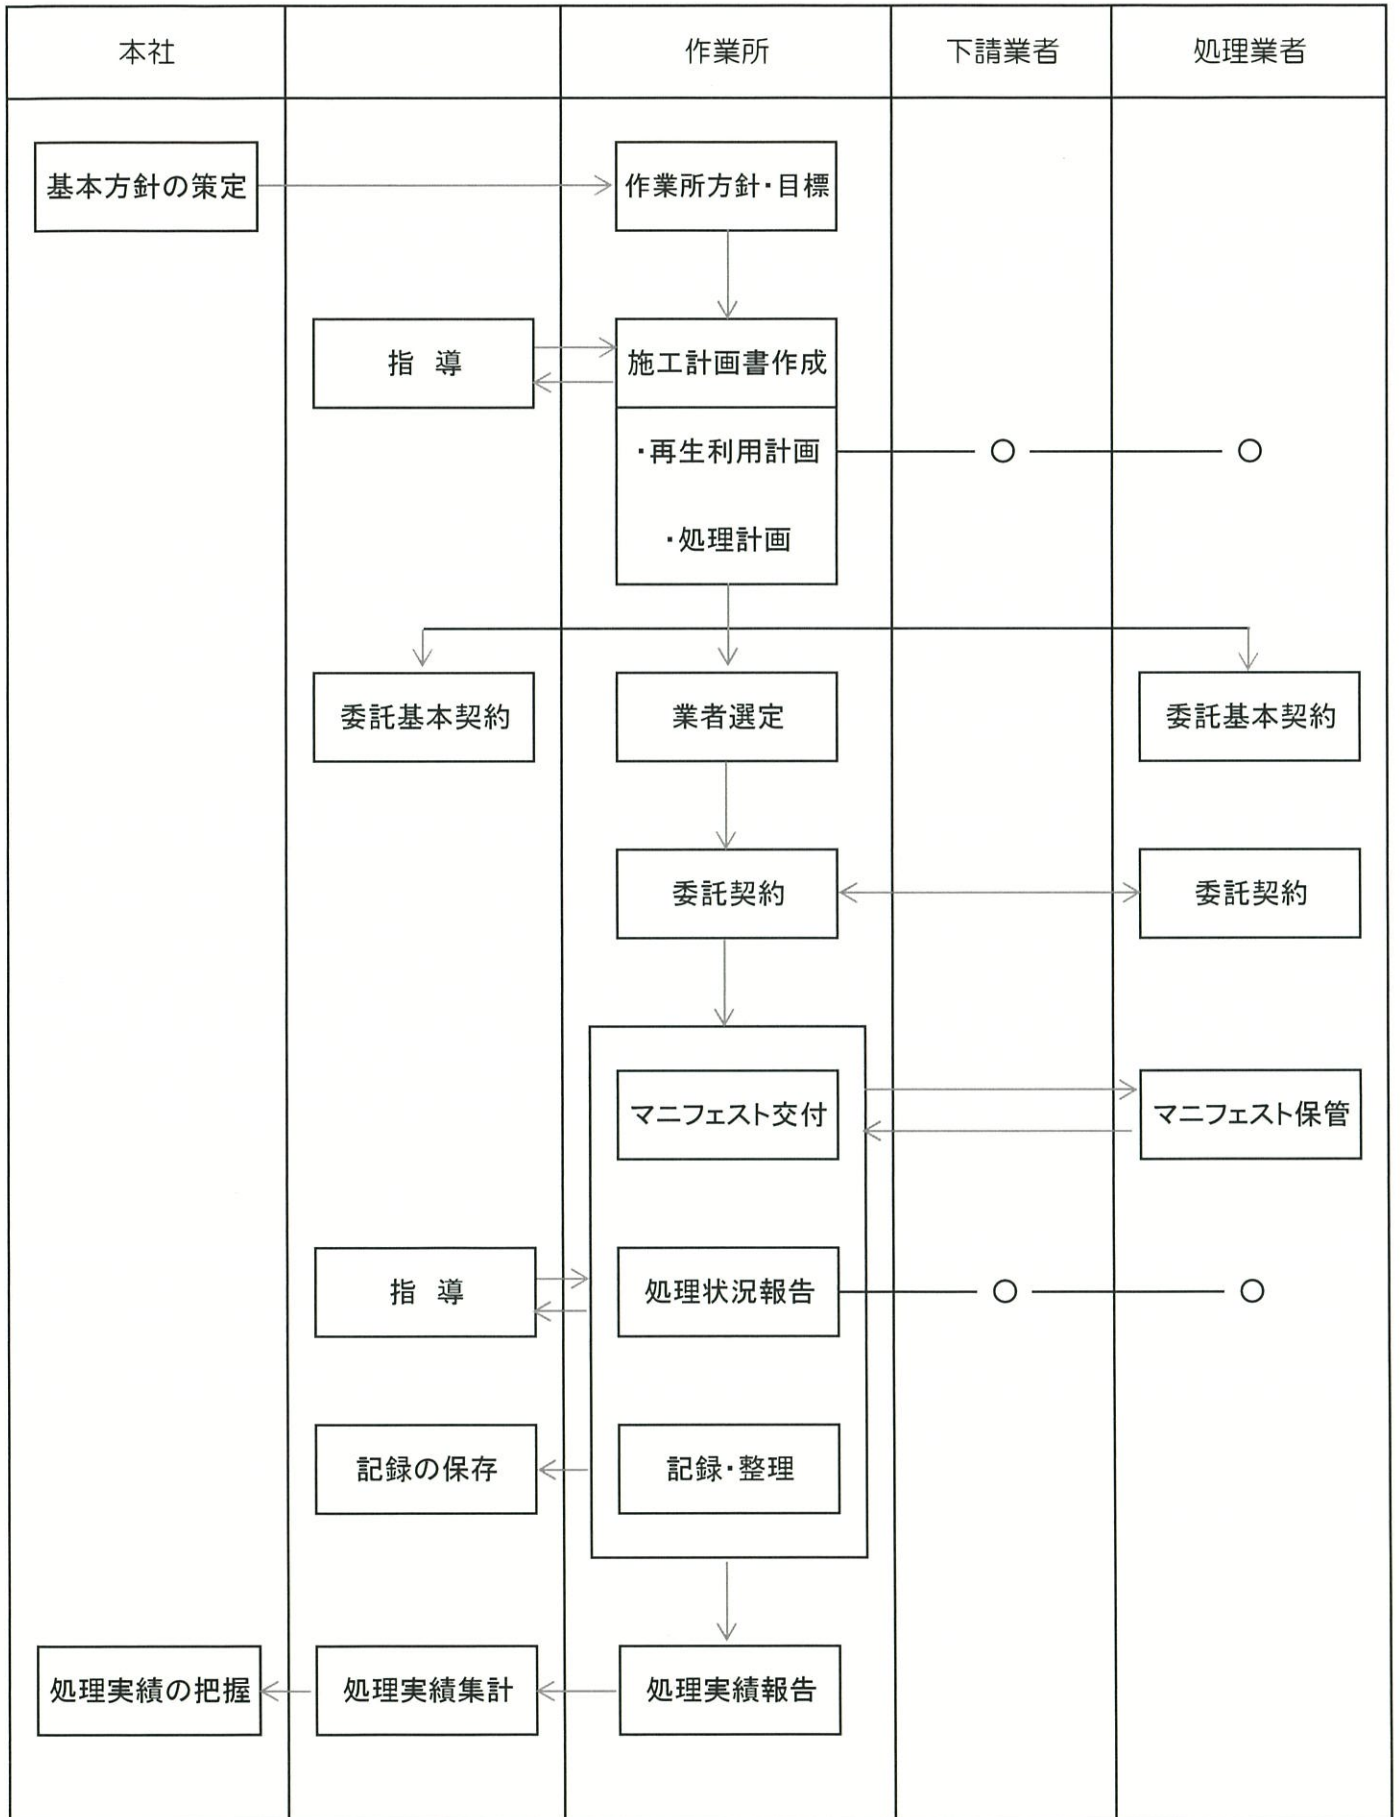 本社
作業所
下請業者
処理業者
基本方針の策定
作業所方針・目標
指 導
施工計画書作成
・再生利用計画
○
○
・処理計画
委託基本契約
業者選定
委託基本契約
委託契約
委託契約
マニフェスト交付
マニフェスト保管
指 導
処理状況報告
○
○
記録の保存
記録・整理
処理実績の把握
処理実績集計
処理実績報告